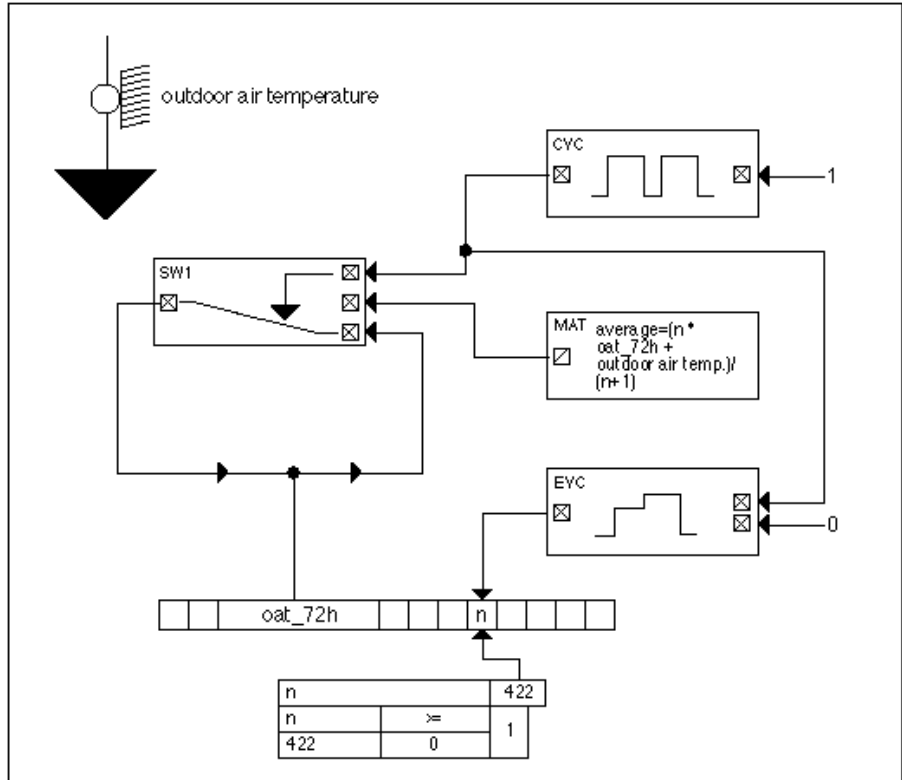 outdoor air temperature
CYC
1
SW1
MAT
average=(n*
oat_72h +
outdoor air temp.)/
(n+1)
EVC
0
oat_72h
n
n 422
n >= 1
422 0